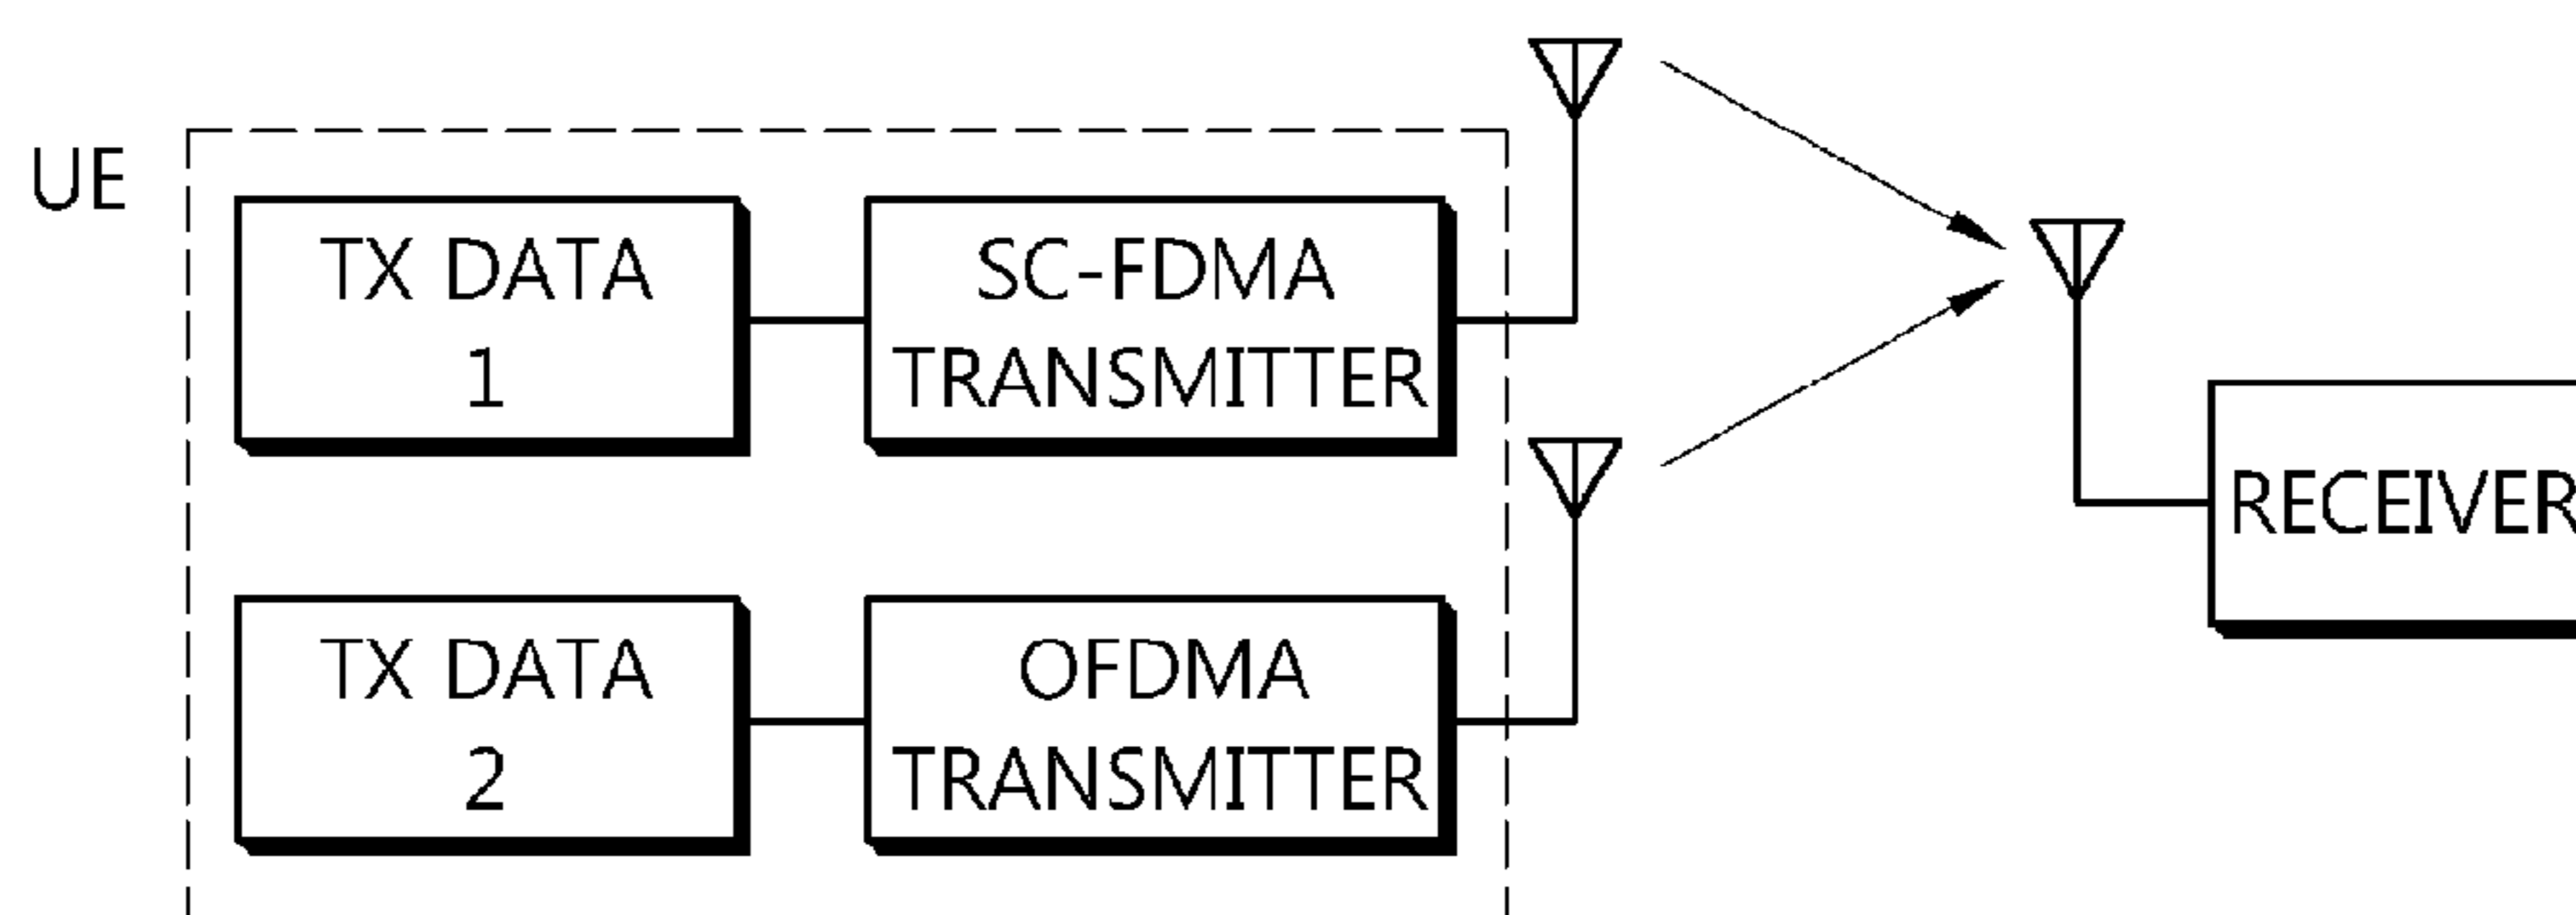 UE
TX DATA
1
SC-FDMA
TRANSMITTER
RECEIVER
TX DATA
2
OFDMA
TRANSMITTER